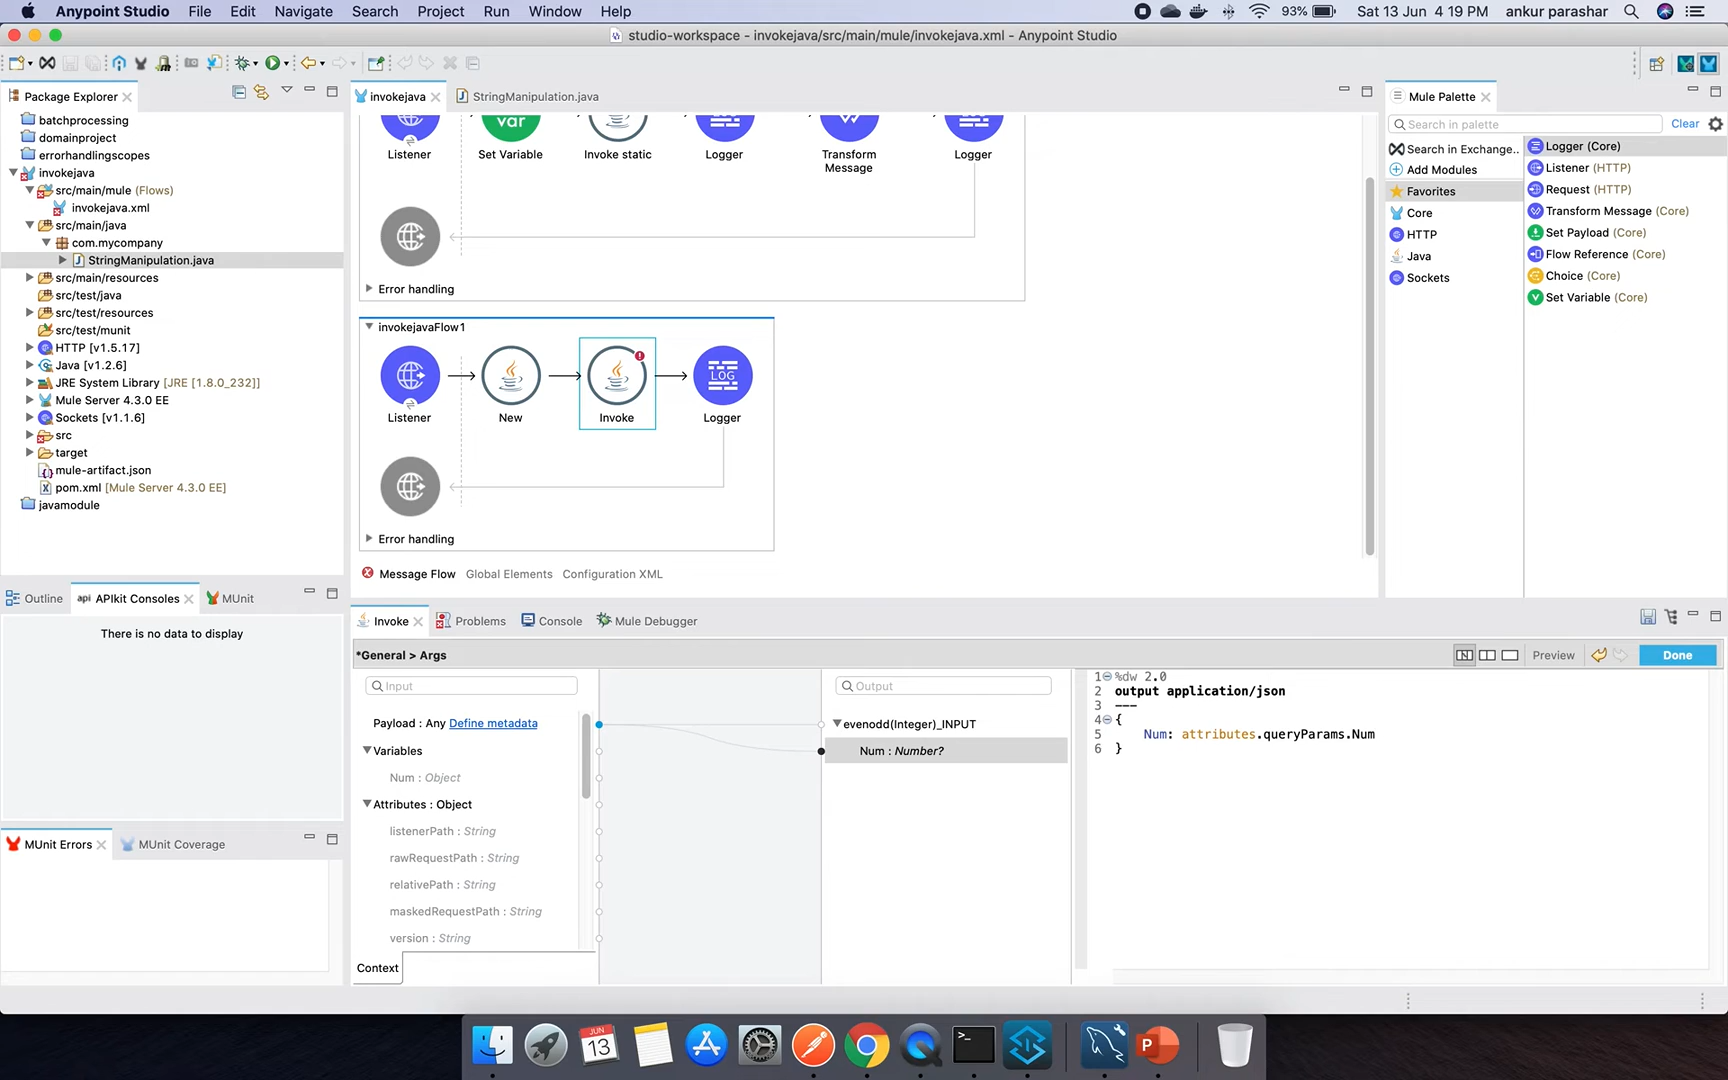 Anypoint Studio File Edit Navigate Search Project Run Window Help 93% Sat 13 Jun 4:19 PM ankur parashar
studio-workspace - invokejava/src/main/mule/invokejava.xml - Anypoint Studio
Package Explorer
batchprocessing
domainproject
errorhandlingscopes
invokejava
src/main/mule (Flows)
invokejava.xml
src/main/java
com.mycompany
StringManipulation.java
src/main/resources
src/test/java
src/test/resources
src/test/munit
HTTP [v1.5.17]
Java [v1.2.6]
JRE System Library [JRE [1.8.0_232]]
Mule Server 4.3.0 EE
Sockets [v1.1.6]
src
target
mule-artifact.json
pom.xml [Mule Server 4.3.0 EE]
javamodule
invokejava StringManipulation.java
var
Listener Set Variable Invoke static Logger Transform Message Logger
Error handling
invokejavaFlow1
LOG
Listener New Invoke Logger
Error handling
Message Flow Global Elements Configuration XML
Mule Palette
Search in palette Clear
Search in Exchange..
Add Modules
Favorites
Core
HTTP
Java
Sockets
Logger (Core)
Listener (HTTP)
Request (HTTP)
Transform Message (Core)
Set Payload (Core)
Flow Reference (Core)
Choice (Core)
Set Variable (Core)
Outline api APIkit Consoles MUnit
There is no data to display
MUnit Errors MUnit Coverage
Invoke Problems Console Mule Debugger
*General > Args Preview Done
Input
Payload : Any Define metadata
Variables
Num : Object
Attributes : Object
listenerPath : String
rawRequestPath : String
relativePath : String
maskedRequestPath : String
version : String
Context
Output
evenodd(Integer)_INPUT
Num : Number?
1 %dw 2.0
2 output application/json
3 ---
4 {
5 Num: attributes.queryParams.Num
6 }
JUN
13
P